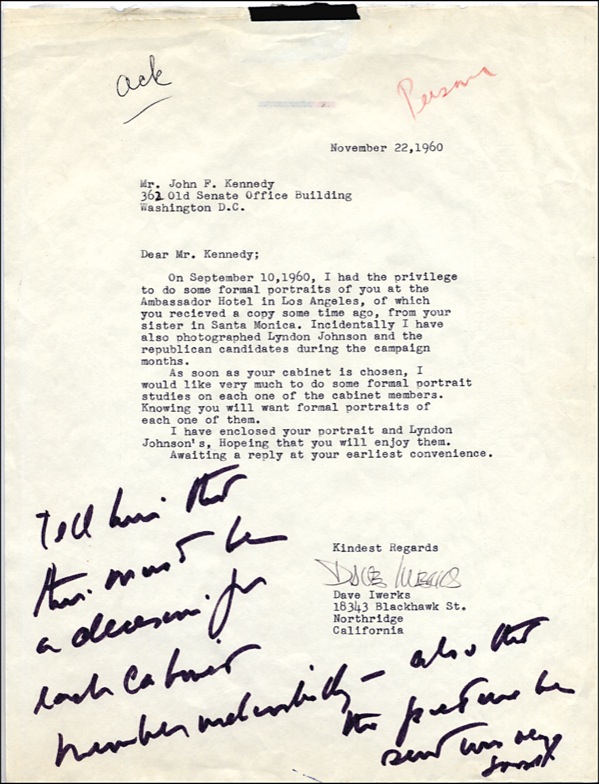 ack
Persona
November 22,1960
Mr. John F. Kennedy
362 Old Senate Office Building
Washington D.C.
Dear Mr. Kennedy;
On September 10,1960, I had the privilege
to do some formal portraits of you at the
Ambassador Hotel in Los Angeles, of which
you recieved a copy some time ago, from your
sister in Santa Monica. Incidentally I have
also photographed Lyndon Johnson and the
republican candidates during the campaign
months.
As soon as your cabinet is chosen, I
would like very much to do some formal portrait
studies on each one of the cabinet members.
Knowing you will want formal portraits of
each one of them.
I have enclosed your portrait and Lyndon
Johnson's, Hopeing that you will enjoy them.
Awaiting a reply at your earliest convenience.
Kindest Regards
Dave Iwerks
Dave Iwerks
18343 Blackhawk St.
Northridge
California
Tell him that
this must be
a decision for
each Cabinet
member individually – also that
the picture he
sent was very